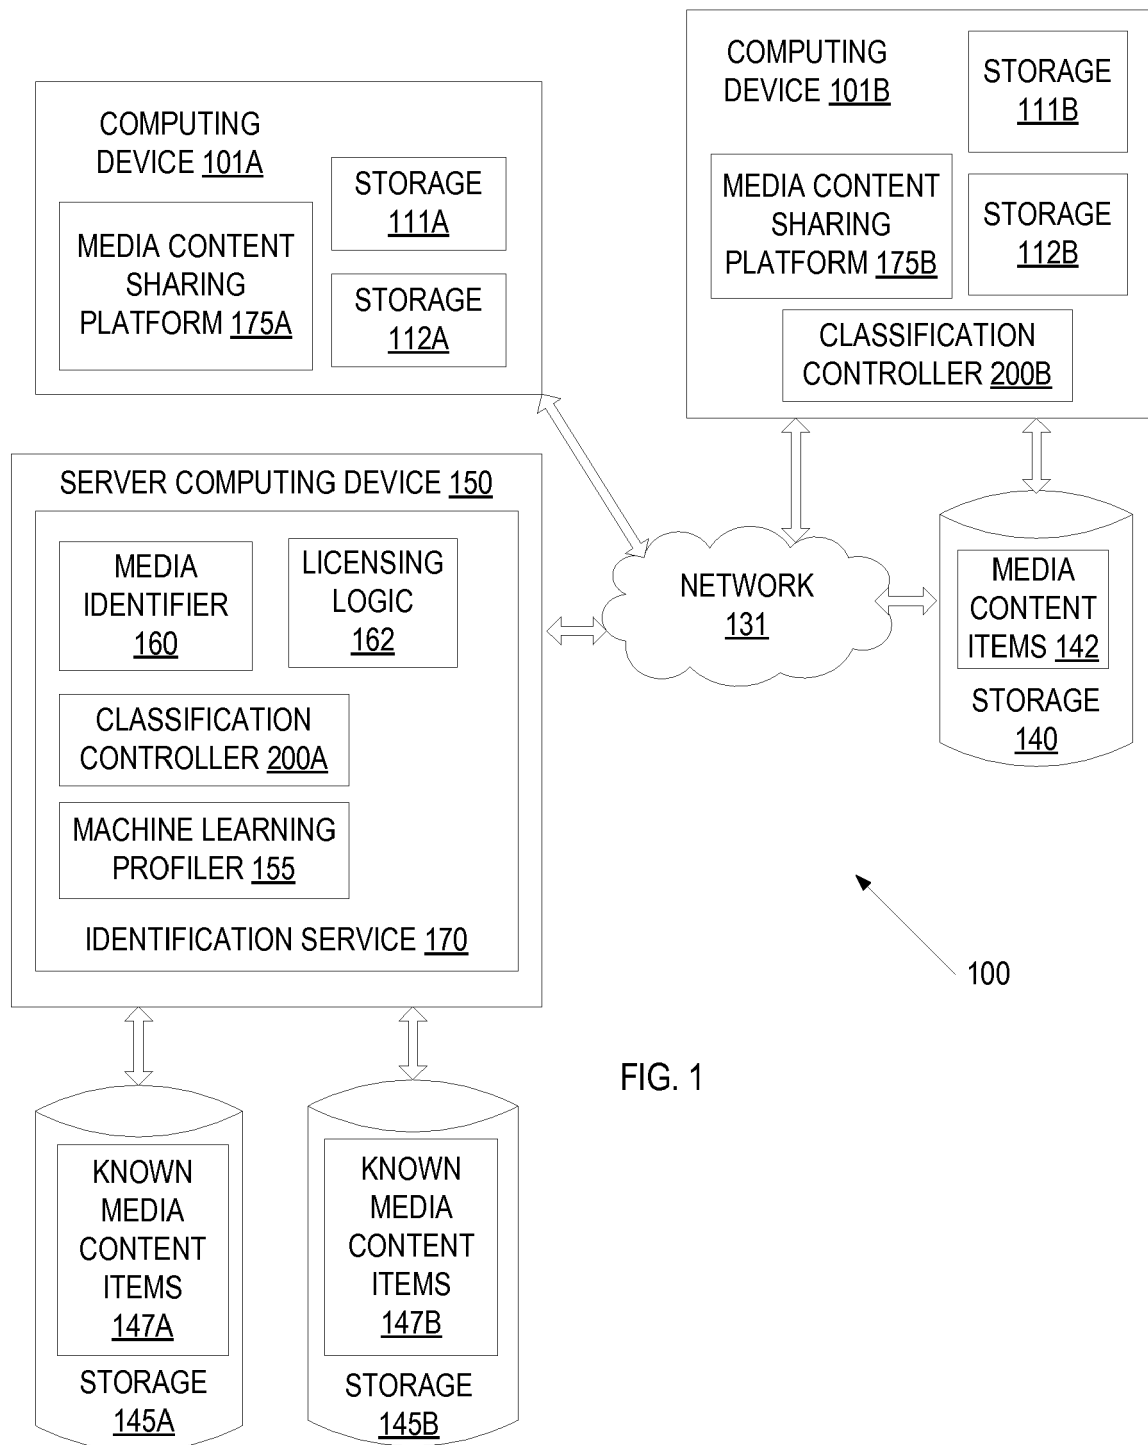 COMPUTING
DEVICE 101A
STORAGE
111A
MEDIA CONTENT
SHARING
PLATFORM 175A
STORAGE
112A
COMPUTING
DEVICE 101B
STORAGE
111B
MEDIA CONTENT
SHARING
PLATFORM 175B
STORAGE
112B
CLASSIFICATION
CONTROLLER 200B
SERVER COMPUTING DEVICE 150
MEDIA
IDENTIFIER
160
LICENSING
LOGIC
162
CLASSIFICATION
CONTROLLER 200A
MACHINE LEARNING
PROFILER 155
IDENTIFICATION SERVICE 170
NETWORK
131
MEDIA
CONTENT
ITEMS 142
STORAGE
140
100
FIG. 1
KNOWN
MEDIA
CONTENT
ITEMS
147A
STORAGE
145A
KNOWN
MEDIA
CONTENT
ITEMS
147B
STORAGE
145B